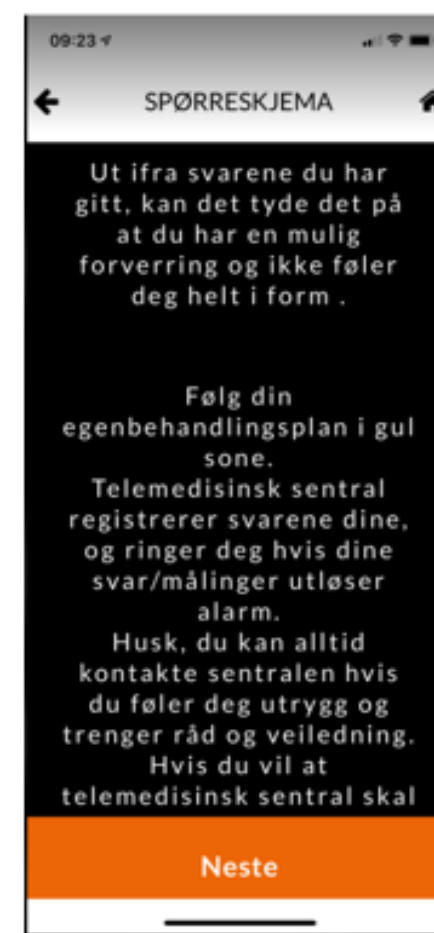 09:23
SPØRRESKJEMA
Ut ifra svarene du har
gitt, kan det tyde det på
at du har en mulig
forverring og ikke føler
deg helt i form .
Følg din
egenbehandlingsplan i gul
sone.
Telemedisinsk sentral
registrerer svarene dine,
og ringer deg hvis dine
svar/målinger utløser
alarm.
Husk, du kan alltid
kontakte sentralen hvis
du føler deg utrygg og
trenger råd og veiledning.
Hvis du vil at
telemedisinsk sentral skal
Neste